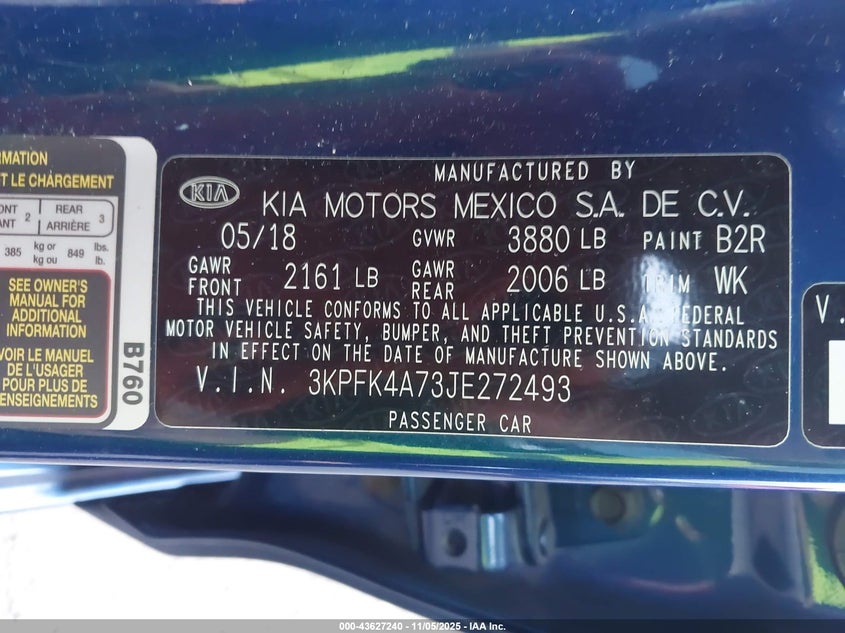 RMATION
T LE CHARGEMENT
ONT 2
ANT
REAR 3
ARRIÈRE
385 kg or 849 lbs.
kg ou lb.
SEE OWNER'S
MANUAL FOR
ADDITIONAL
INFORMATION
VOIR LE MANUEL
DE L'USAGER
POUR PLUS DE
RENSEIGNEMENTS
B760
MANUFACTURED BY
KIA
KIA MOTORS MEXICO S.A. DE C.V.
05/18 GVWR 3880 LB PAINT B2R
GAWR FRONT 2161 LB GAWR REAR 2006 LB TRIM WK
THIS VEHICLE CONFORMS TO ALL APPLICABLE U.S.A. FEDERAL
MOTOR VEHICLE SAFETY, BUMPER, AND THEFT PREVENTION STANDARDS
IN EFFECT ON THE DATE OF MANUFACTURE SHOWN ABOVE.
V.I.N. 3KPFK4A73JE272493
PASSENGER CAR
V.
000-43627240 - 11/05/2025 - IAA Inc.